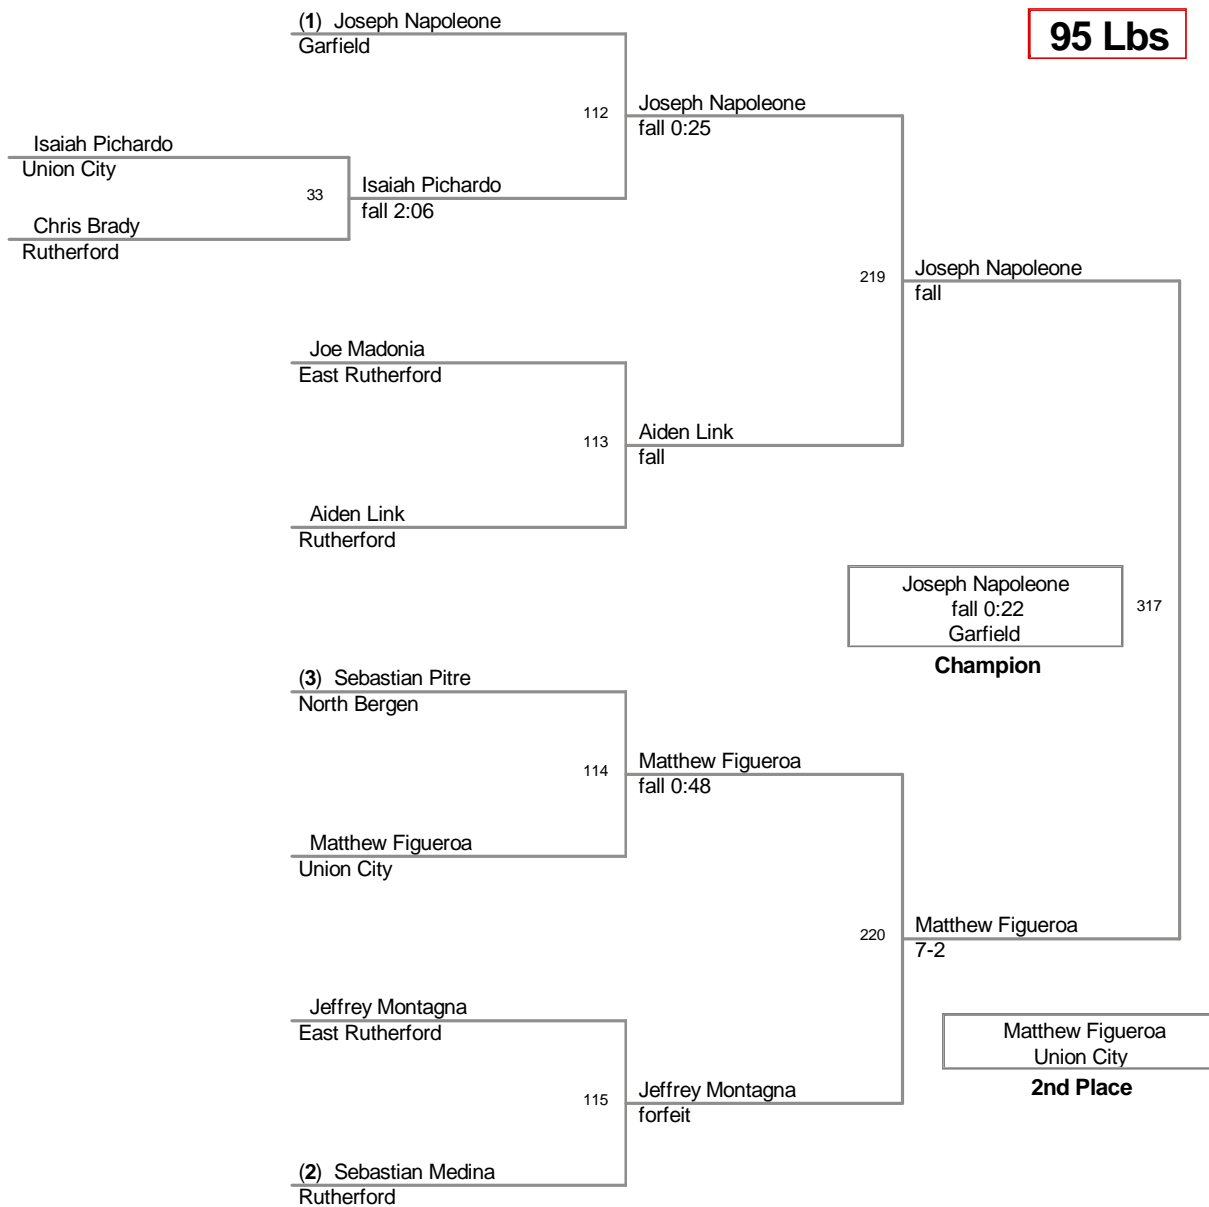 (1) Joseph Napoleone
Garfield
95 Lbs
112
Joseph Napoleone
fall 0:25
Isaiah Pichardo
Union City
33
Isaiah Pichardo
fall 2:06
Chris Brady
Rutherford
219
Joseph Napoleone
fall
Joe Madonia
East Rutherford
113
Aiden Link
fall
Aiden Link
Rutherford
Joseph Napoleone
fall 0:22
Garfield
Champion
317
(3) Sebastian Pitre
North Bergen
114
Matthew Figueroa
fall 0:48
Matthew Figueroa
Union City
220
Matthew Figueroa
7-2
Jeffrey Montagna
East Rutherford
Matthew Figueroa
Union City
2nd Place
115
Jeffrey Montagna
forfeit
(2) Sebastian Medina
Rutherford